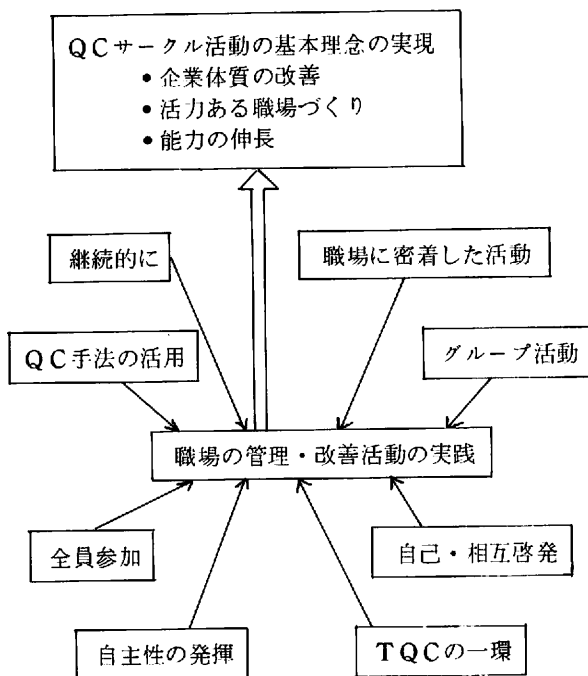 QCサークル活動の基本理念の実現
• 企業体質の改善
• 活力ある職場づくり
• 能力の伸長
継続的に
職場に密着した活動
QC手法の活用
グループ活動
職場の管理・改善活動の実践
全員参加
自己・相互啓発
自主性の発揮
TQCの一環